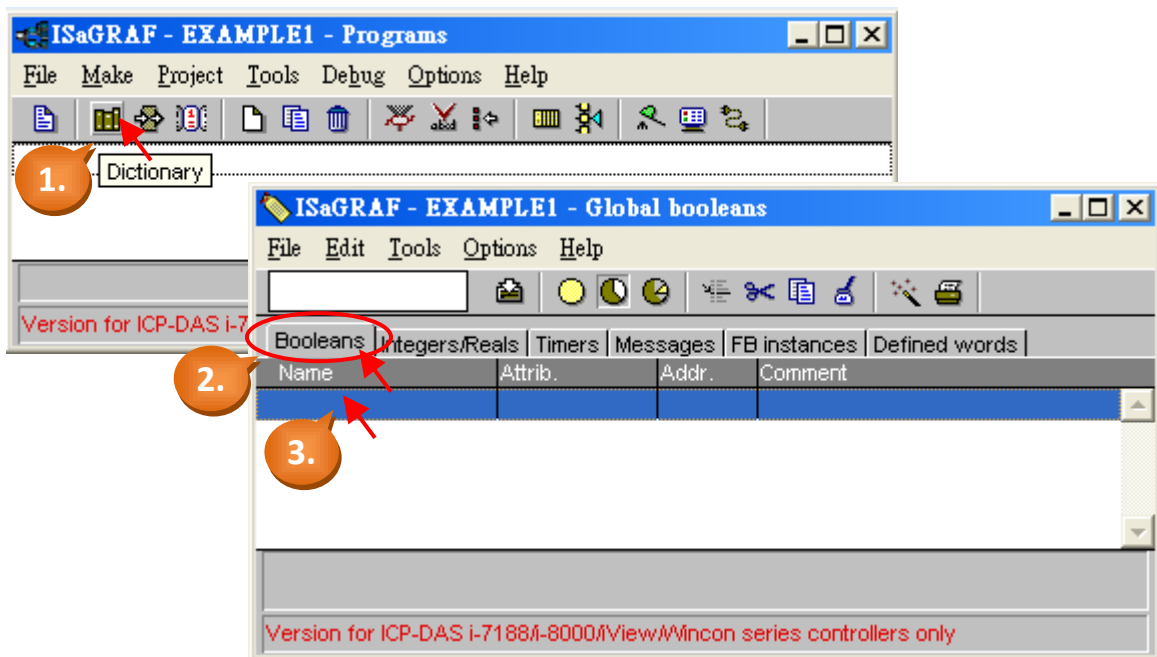 ISaGRAF - EXAMPLE1 - Programs
File Make Project Tools Debug Options Help
1.
Dictionary
Version for ICP-DAS i-7
ISaGRAF - EXAMPLE1 - Global booleans
File Edit Tools Options Help
Booleans Integers/Reals Timers Messages FB instances Defined words
2.
Name Attrib. Addr. Comment
3.
Version for ICP-DAS i-7188/i-8000/iView/Wincon series controllers only